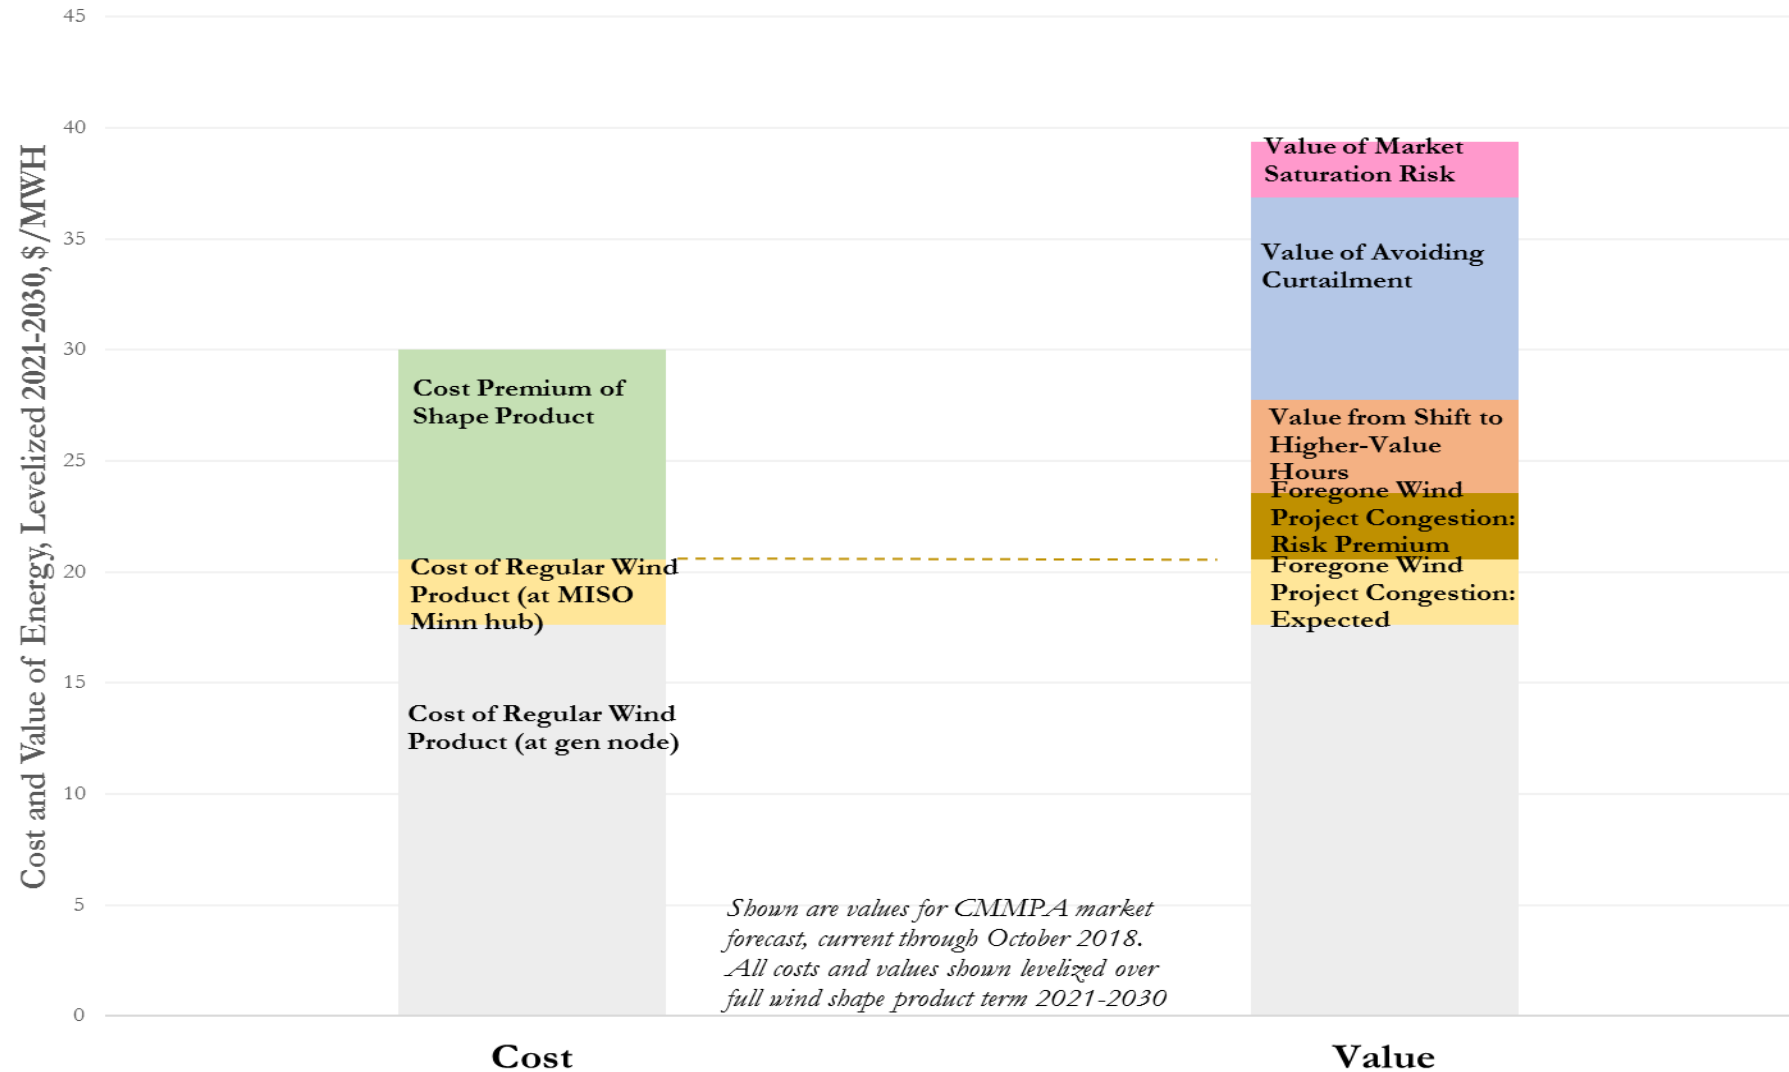 45
40
35
30
25
20
15
10
5
0
Cost and Value of Energy, Levelized 2021-2030, $/MWH
Cost Premium of
Shape Product
Cost of Regular Wind
Product (at MISO
Minn hub)
Cost of Regular Wind
Product (at gen node)
Value of Market
Saturation Risk
Value of Avoiding
Curtailment
Value from Shift to
Higher-Value
Hours
Foregone Wind
Project Congestion:
Risk Premium
Foregone Wind
Project Congestion:
Expected
Shown are values for CMMPA market
forecast, current through October 2018.
All costs and values shown levelized over
full wind shape product term 2021-2030
Cost
Value